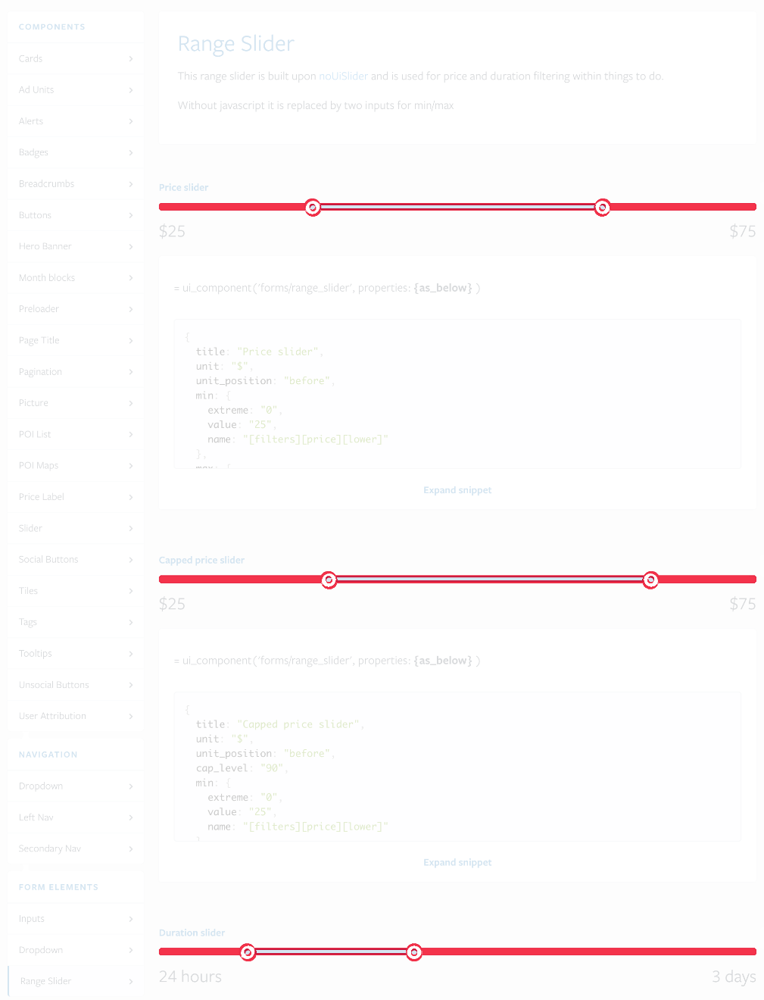 COMPONENTS
Cards
Ad Units
Alerts
Badges
Breadcrumbs
Buttons
Hero Banner
Month blocks
Preloader
Page Title
Pagination
Picture
POI List
POI Maps
Price Label
Slider
Social Buttons
Tiles
Tags
Tooltips
Unsocial Buttons
User Attribution
NAVIGATION
Dropdown
Left Nav
Secondary Nav
FORM ELEMENTS
Inputs
Dropdown
Range Slider
Range Slider
This range slider is built upon noUiSlider and is used for price and duration filtering within things to do.
Without javascript it is replaced by two inputs for min/max
Price slider
$25 $75
= ui_component('forms/range_slider', properties: {as_below} )
{
title: "Price slider",
unit: "$",
unit_position: "before",
min: {
extreme: "0",
value: "25",
name: "[filters][price][lower]"
},
max: {
Expand snippet
Capped price slider
$25 $75
= ui_component('forms/range_slider', properties: {as_below} )
{
title: "Capped price slider",
unit: "$",
unit_position: "before",
cap_level: "90",
min: {
extreme: "0",
value: "25",
name: "[filters][price][lower]"
}
Expand snippet
Duration slider
24 hours 3 days